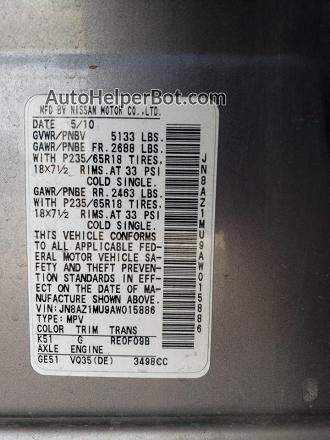 AutoHelperBot.com
MFD BY NISSAN MOTOR CO.,LTD.
DATE 5/10
GVWR/PNBV 5133 LBS.
GAWR/PNBE FR. 2688 LBS.
WITH P235/65R18 TIRES.
18X7½ RIMS.AT 33 PSI
COLD SINGLE.
GAWR/PNBE RR. 2463 LBS.
WITH P235/65R18 TIRES.
18X7½ RIMS.AT 33 PSI
COLD SINGLE.
THIS VEHICLE CONFORMS
TO ALL APPLICABLE FEDE-
RAL MOTOR VEHICLE SA-
FETY AND THEFT PREVEN-
TION STANDARDS IN EFF-
ECT ON THE DATE OF MA-
NUFACTURE SHOWN ABOVE.
VIN:JN8AZ1MU9AW015886
TYPE: MPV
COLOR TRIM TRANS
K51 G RE0F09B
AXLE ENGINE
GE51 VQ35(DE) 3498CC
JN8AZ1MU9AW015886
AutoHelperBot.com